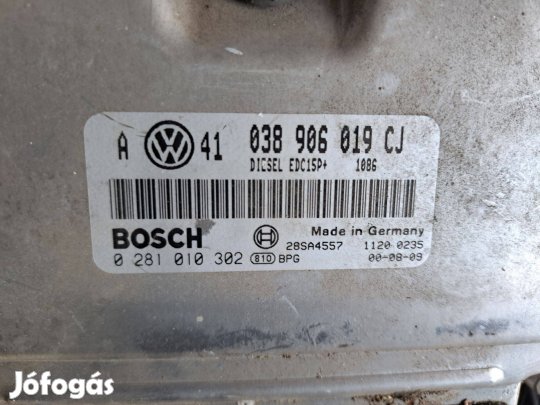 A 41 038 906 019 CJ
DIESEL EDC15P+ 1086
BOSCH Made in Germany
28SA4557 1120 0235
0 281 010 302 810 BPG 00-08-09
Jófogás